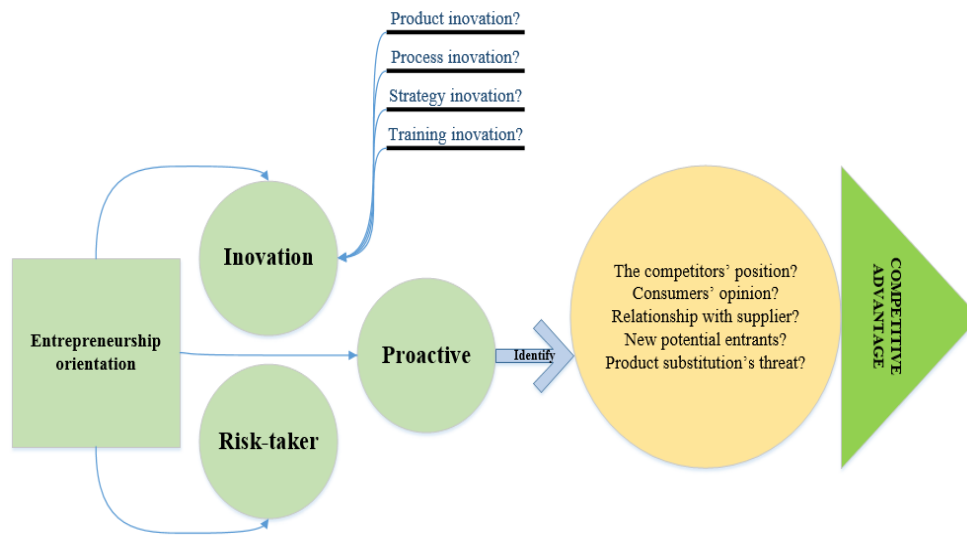 Product inovation?
Process inovation?
Strategy inovation?
Training inovation?
Inovation
Entrepreneurship
orientation
Proactive
Risk-taker
Identify
The competitors’ position?
Consumers’ opinion?
Relationship with supplier?
New potential entrants?
Product substitution’s threat?
COMPETITIVE
ADVANTAGE